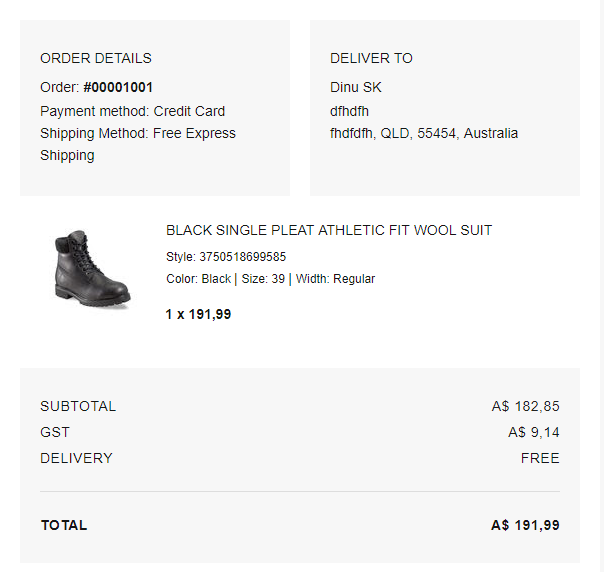 ORDER DETAILS
Order: #00001001
Payment method: Credit Card
Shipping Method: Free Express
Shipping
DELIVER TO
Dinu SK
dfhdfh
fhdfdfh, QLD, 55454, Australia
BLACK SINGLE PLEAT ATHLETIC FIT WOOL SUIT
Style: 3750518699585
Color: Black | Size: 39 | Width: Regular
1 x 191,99
SUBTOTAL A$ 182,85
GST A$ 9,14
DELIVERY FREE
TOTAL A$ 191,99